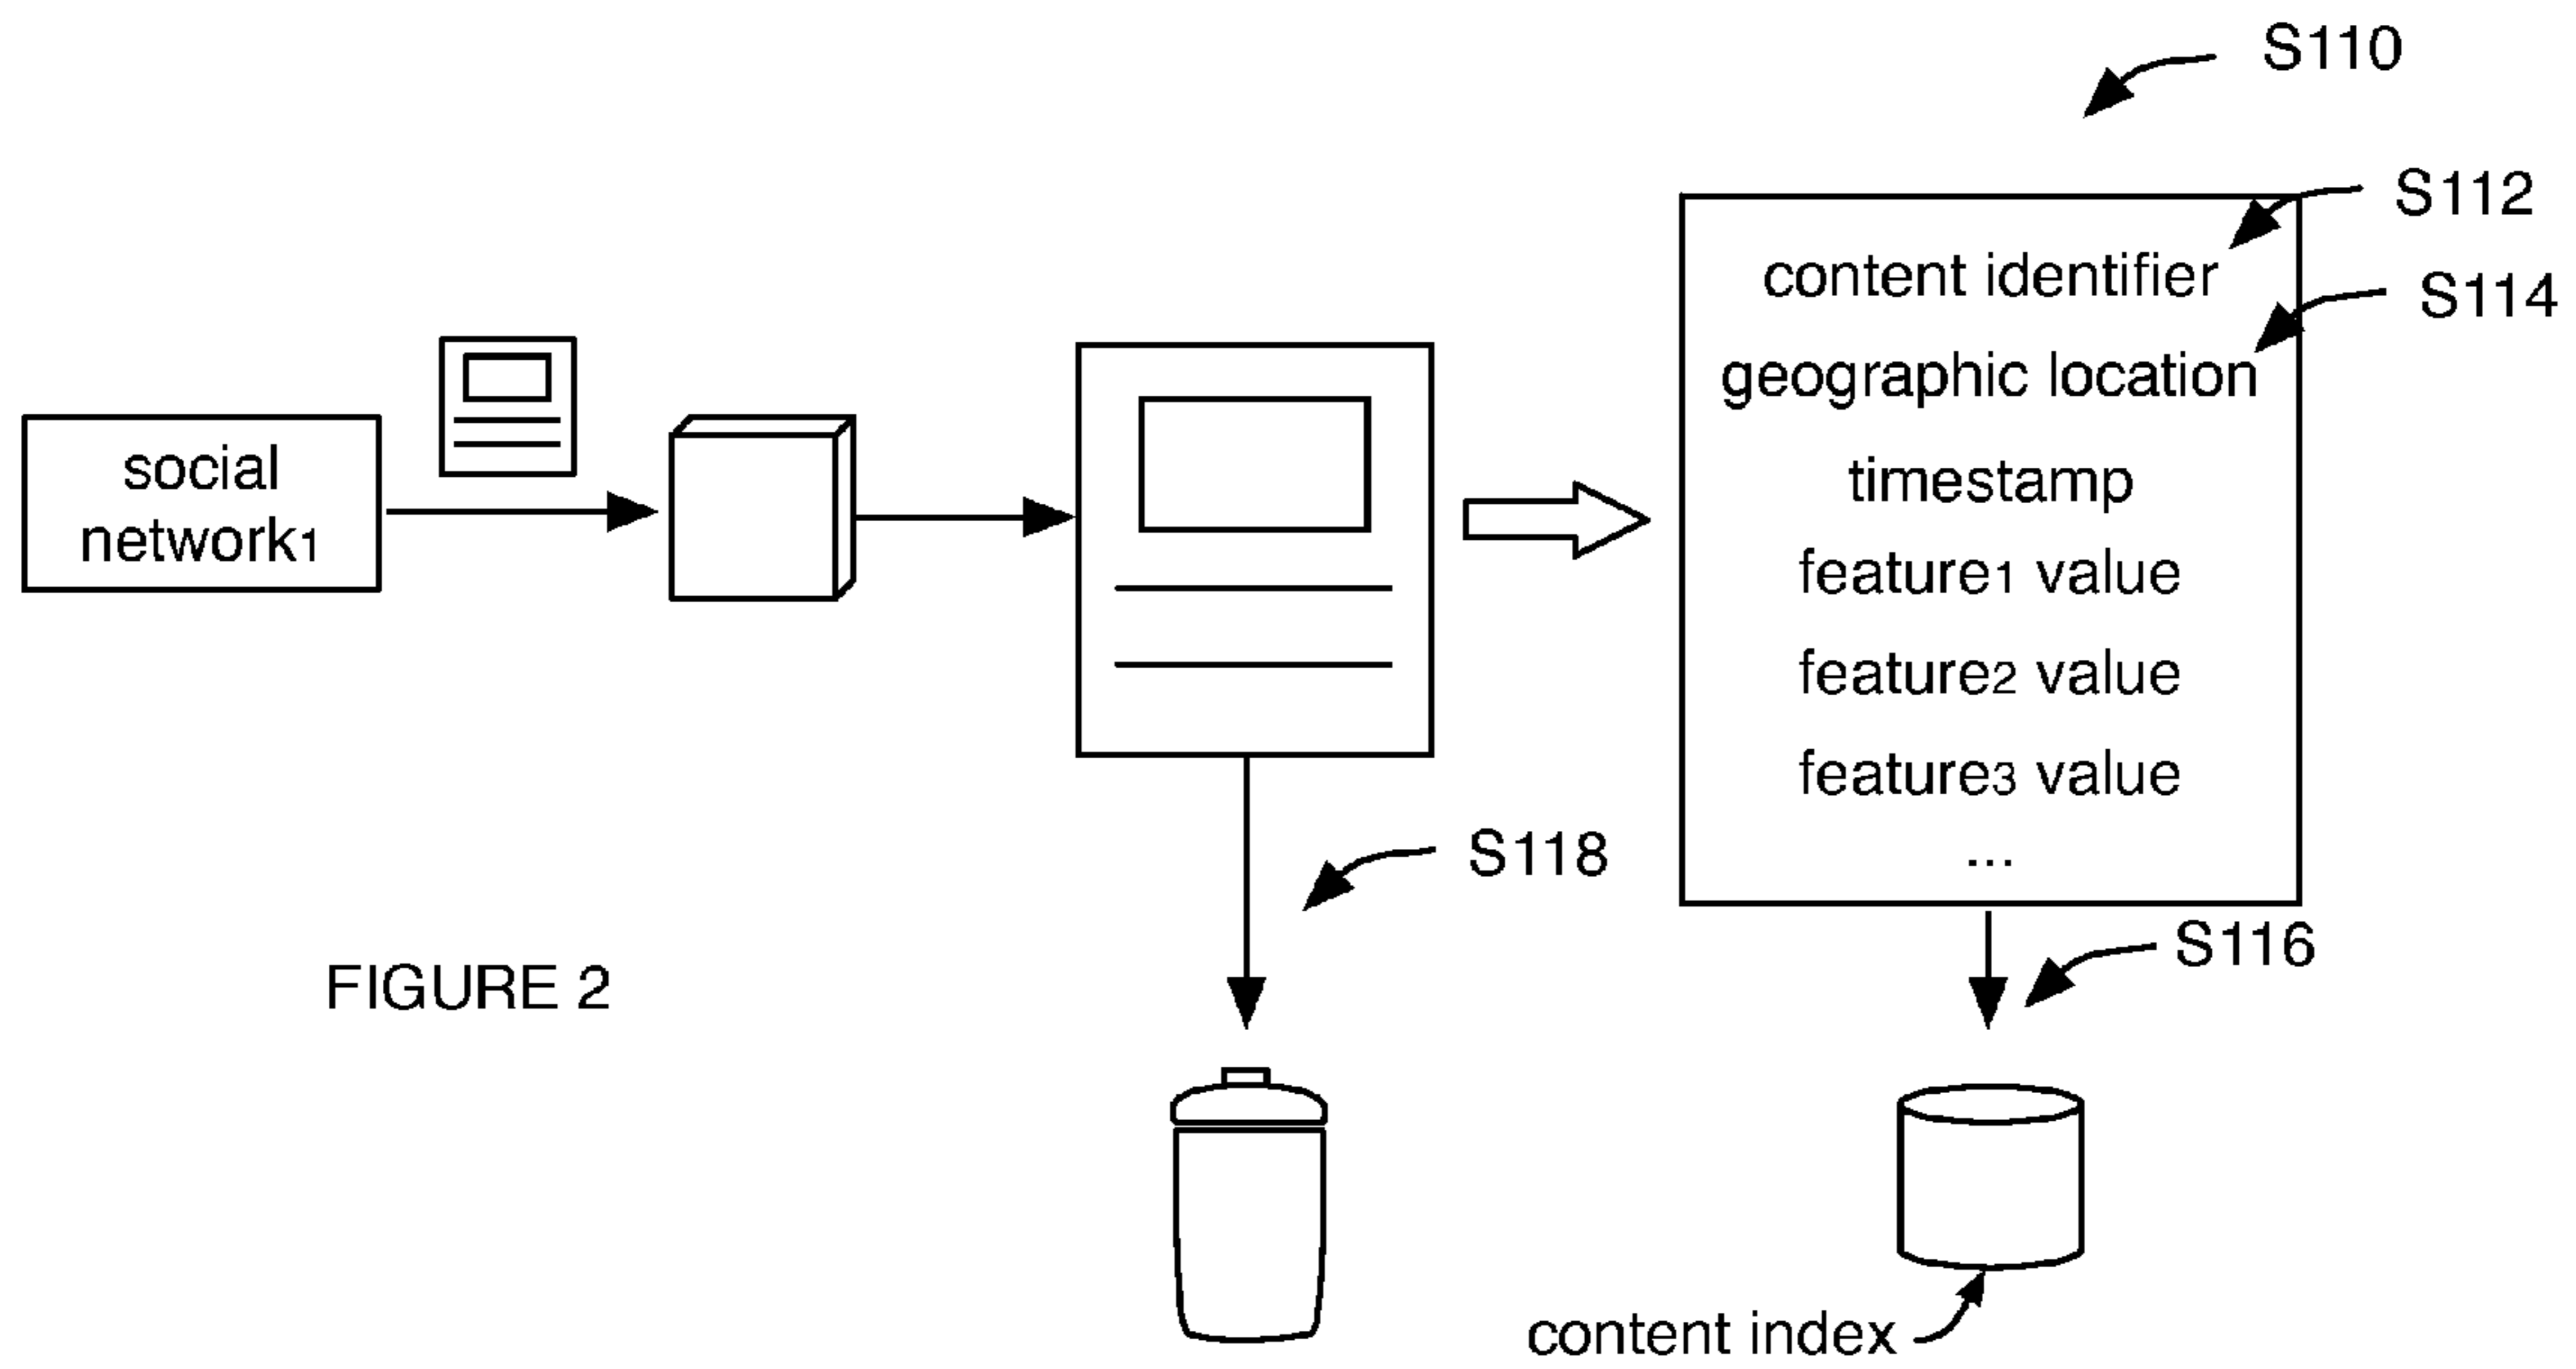 S110
S112
content identifier
S114
geographic location
social
network1
timestamp
feature1 value
feature2 value
feature3 value
...
S118
S116
FIGURE 2
content index